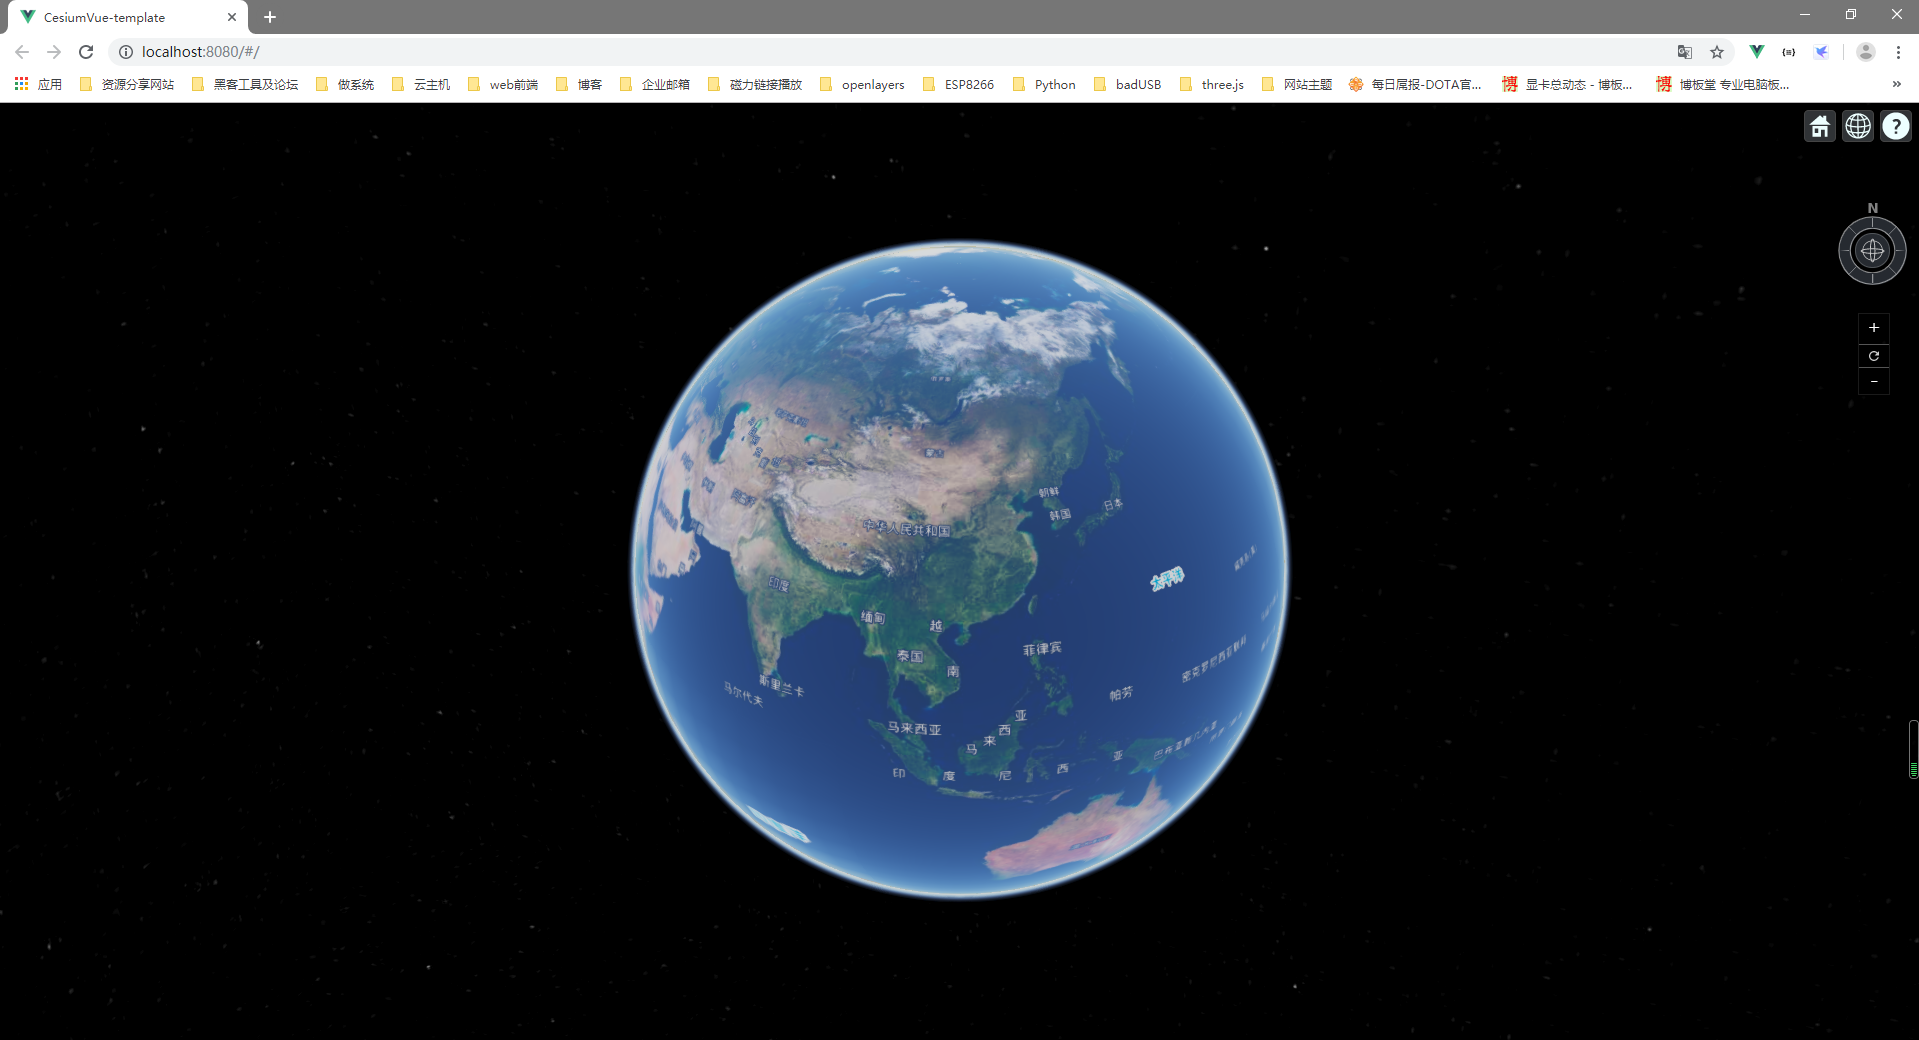 CesiumVue-template
localhost:8080/#/
应用 资源分享网站 黑客工具及论坛 做系统 云主机 web前端 博客 企业邮箱 磁力链接播放 openlayers ESP8266 Python badUSB three.js 网站主题 每日屌报-DOTA官... 显卡总动态 - 博板... 博板堂 专业电脑板... »
?
N
+
−
蒙古
朝鲜
日本
韩国
中华人民共和国
太平洋
印度
缅甸
越
菲律宾
泰国
南
斯里兰卡
马尔代夫
帕劳
马来西亚
马来西亚
印度尼西亚